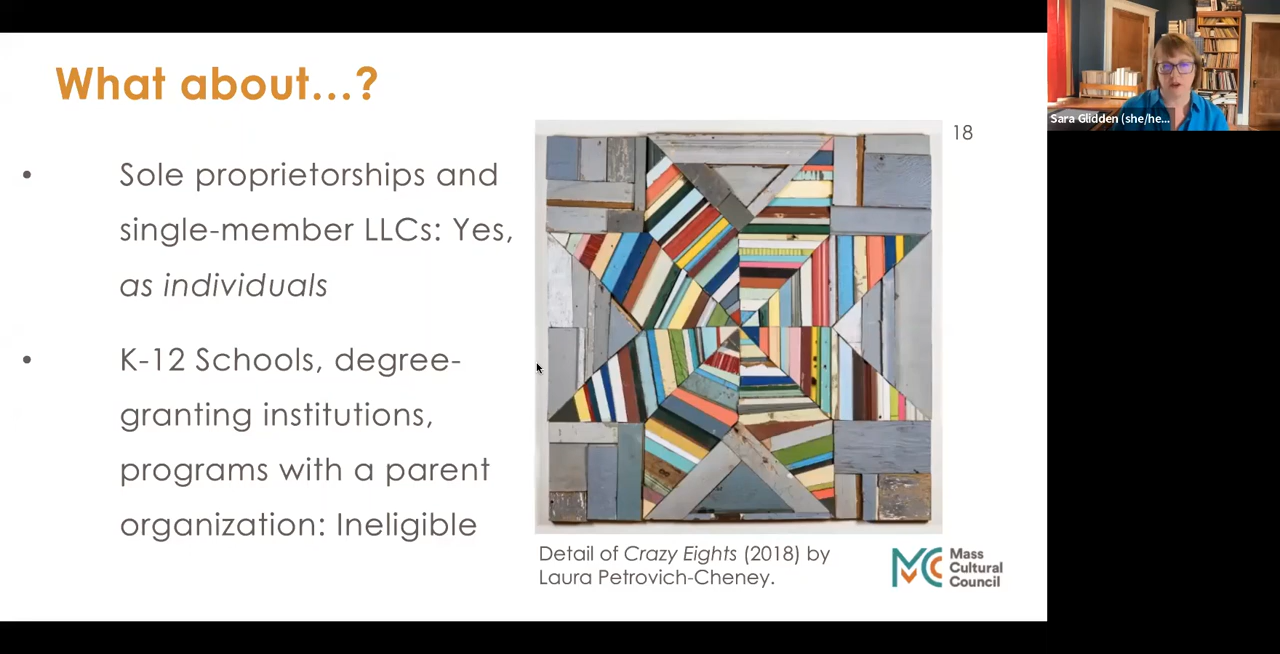 What about...?
• Sole proprietorships and
single-member LLCs: Yes,
as individuals
• K-12 Schools, degree-
granting institutions,
programs with a parent
organization: Ineligible
18
Detail of Crazy Eights (2018) by
Laura Petrovich-Cheney.
MC
Mass
Cultural
Council
Sara Glidden (she/he...